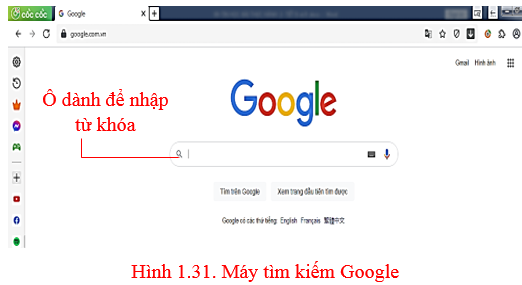 cốc cốc
Google
google.com.vn
Gmail Hình ảnh
Ô dành để nhập
từ khóa
Google
Tìm trên Google
Xem trang đầu tiên tìm được
Google có các thứ tiếng: English Français 繁體中文
Hình 1.31. Máy tìm kiếm Google